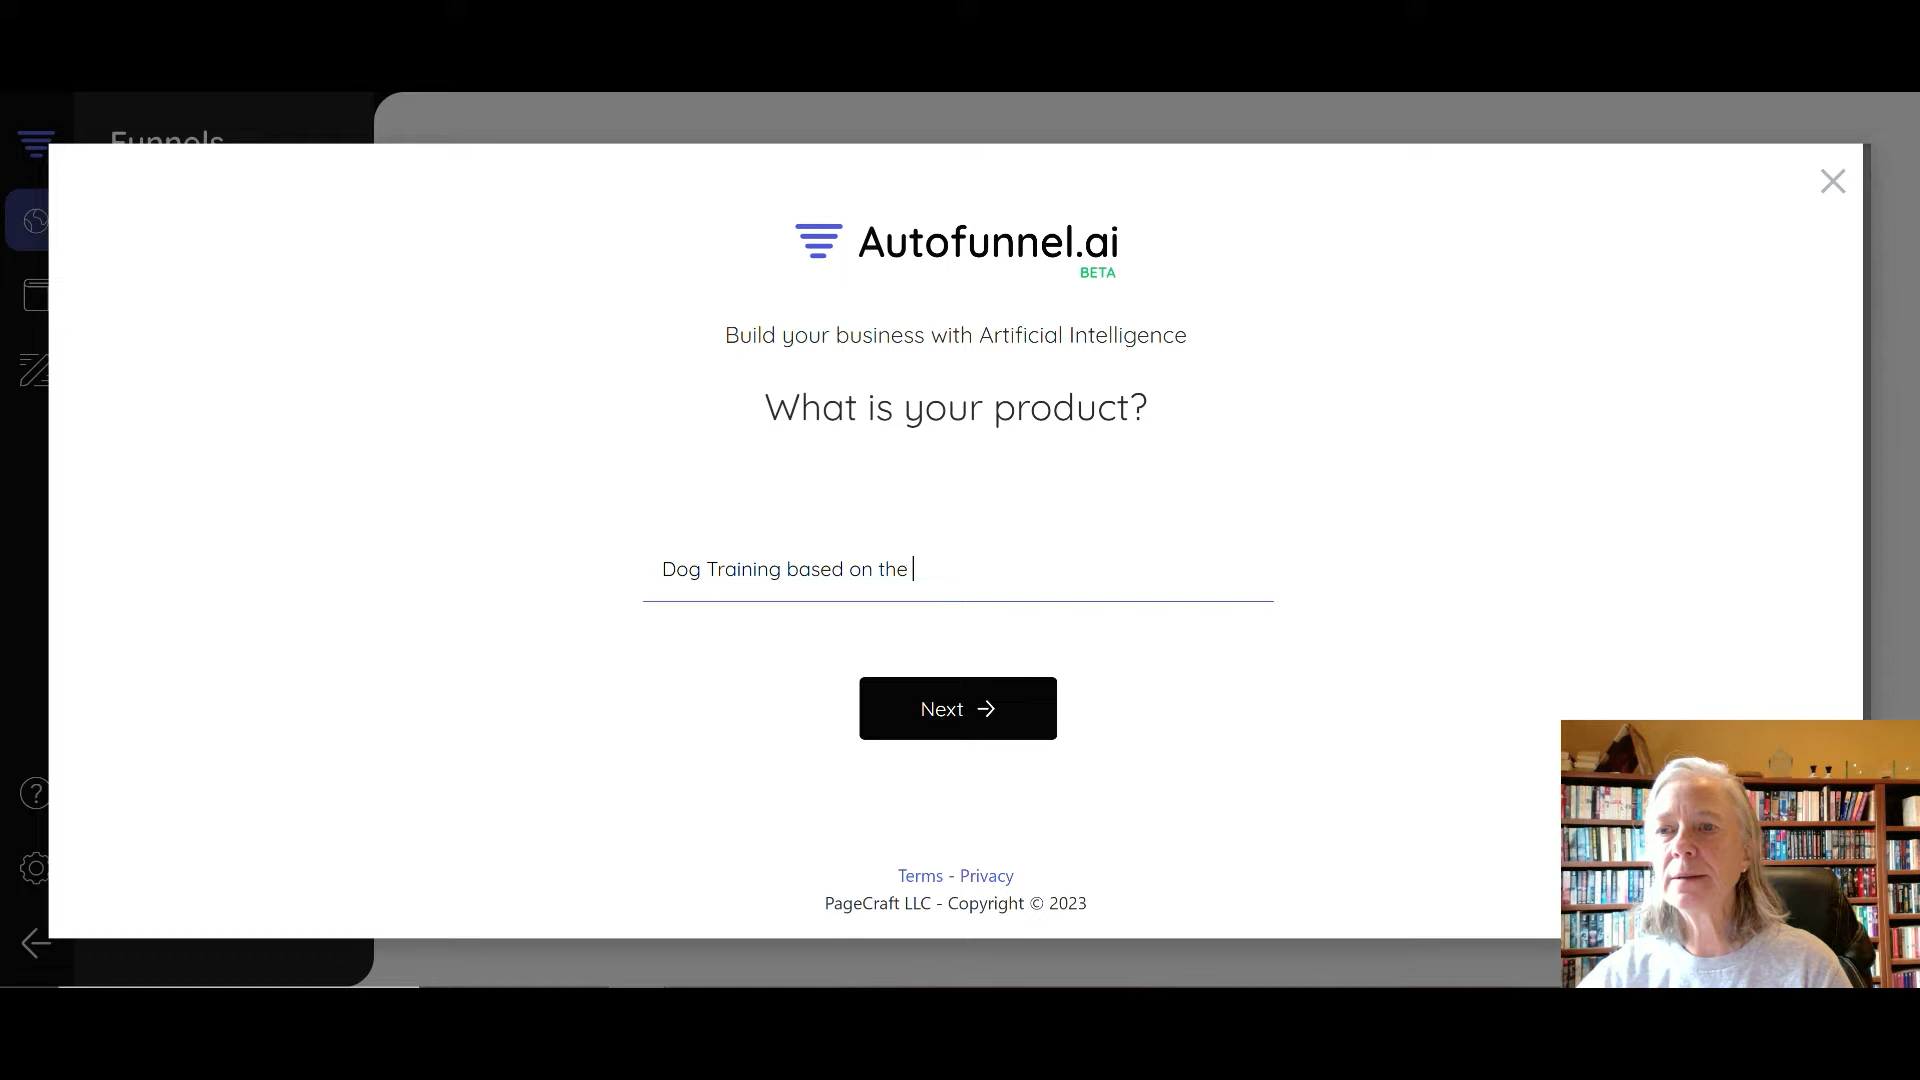 Funnels
Autofunnel.ai
BETA
Build your business with Artificial Intelligence
What is your product?
Dog Training based on the
Next
Terms - Privacy
PageCraft LLC - Copyright © 2023